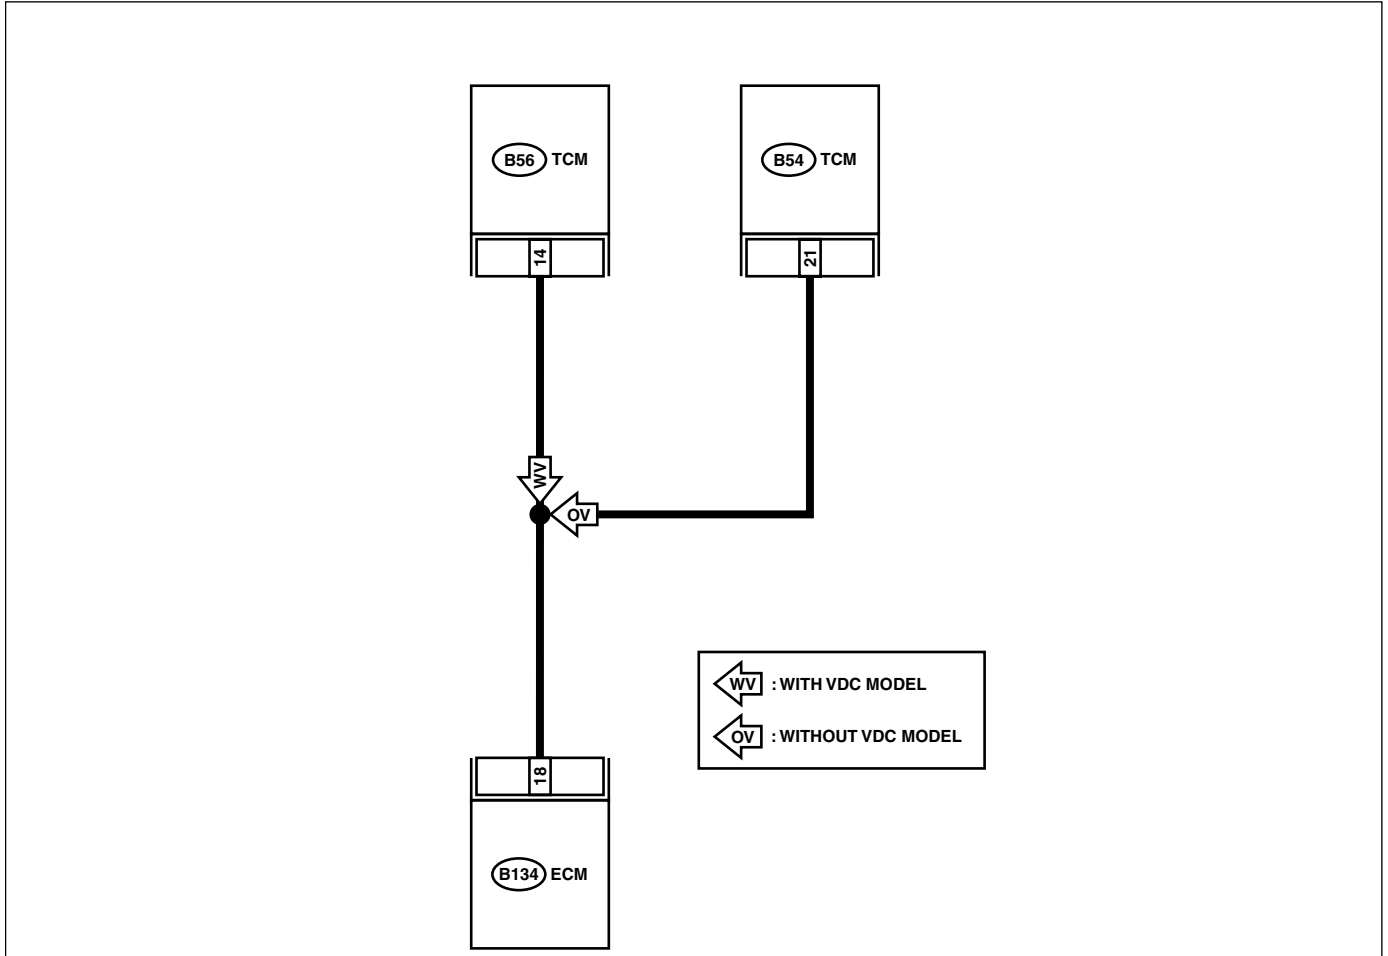 B56 TCM
B54 TCM
14
21
WV
OV
WV : WITH VDC MODEL
OV : WITHOUT VDC MODEL
18
B134 ECM